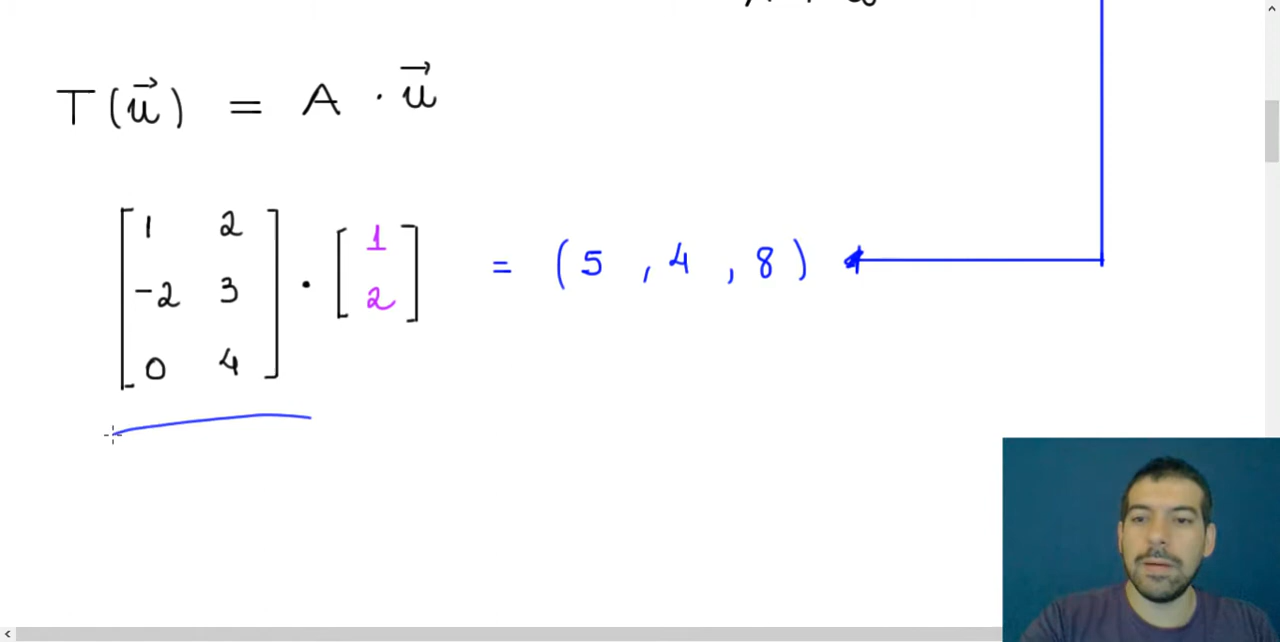 T(u⃗) = A · u⃗
[1 2; -2 3; 0 4] · [1; 2] = (5, 4, 8)